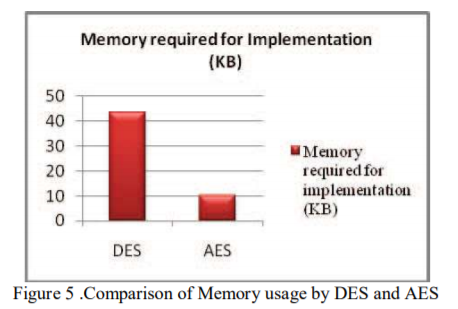 Memory required for Implementation
(KB)
50
40
30
20
10
0
DES AES
Memory
required for
implementation
(KB)
Figure 5 .Comparison of Memory usage by DES and AES